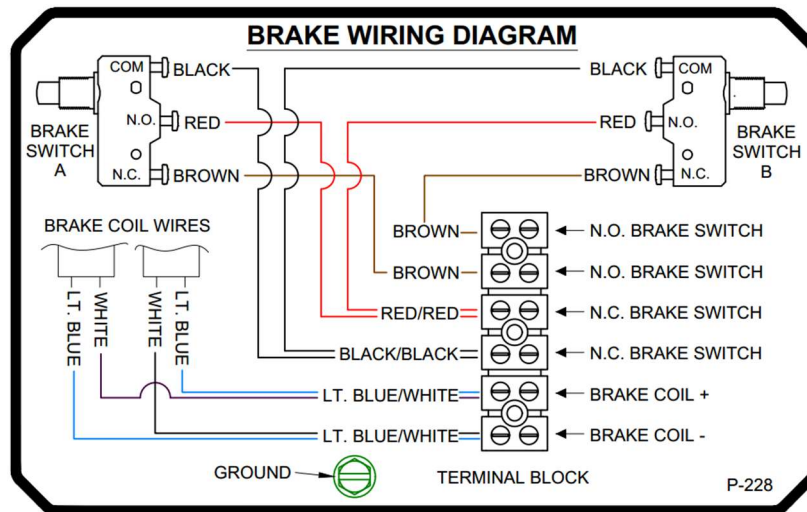 BRAKE WIRING DIAGRAM
COM
BLACK
BLACK
COM
N.O.
RED
RED
N.O.
BRAKE
SWITCH
A
BRAKE
SWITCH
B
N.C.
BROWN
BROWN
N.C.
BRAKE COIL WIRES
BROWN
N.O. BRAKE SWITCH
BROWN
N.O. BRAKE SWITCH
LT. BLUE
WHITE
WHITE
LT. BLUE
RED/RED
N.C. BRAKE SWITCH
BLACK/BLACK
N.C. BRAKE SWITCH
LT. BLUE/WHITE
BRAKE COIL +
LT. BLUE/WHITE
BRAKE COIL -
GROUND
TERMINAL BLOCK
P-228